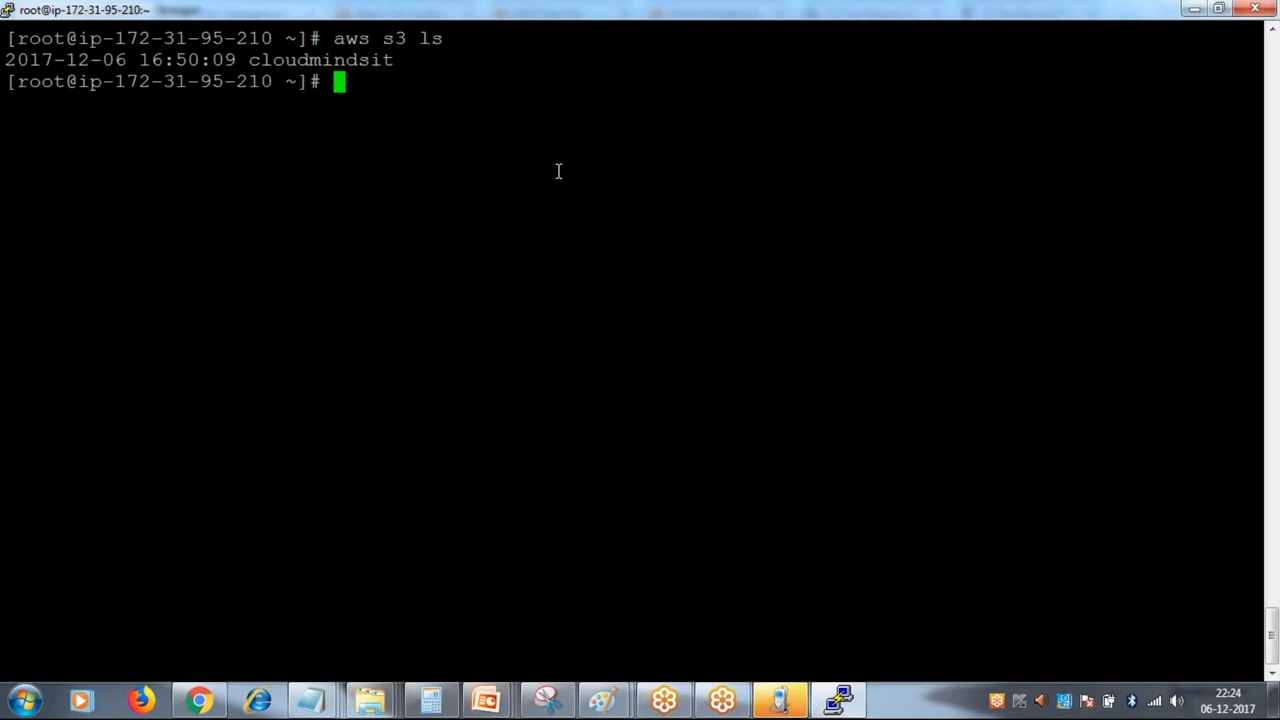 root@ip-172-31-95-210:~
[root@ip-172-31-95-210 ~]# aws s3 ls
2017-12-06 16:50:09 cloudmindsit
[root@ip-172-31-95-210 ~]#
22:24
06-12-2017